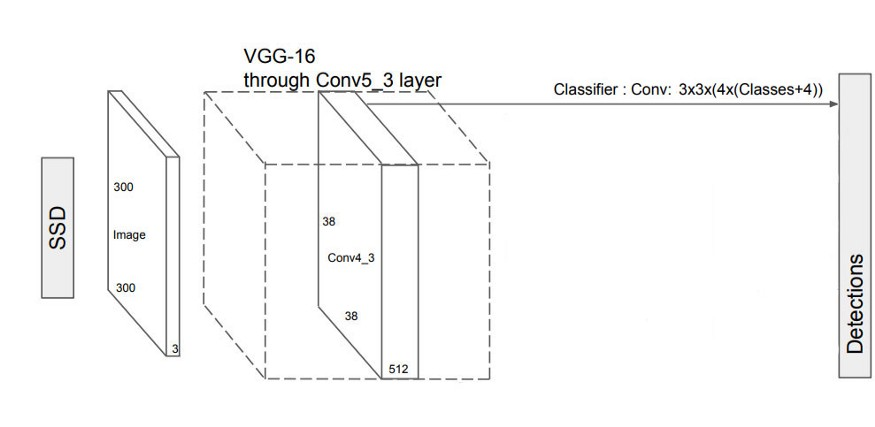 VGG-16
through Conv5_3 layer
Classifier : Conv: 3x3x(4x(Classes+4))
SSD
300
Image
300
3
38
Conv4_3
38
512
Detections